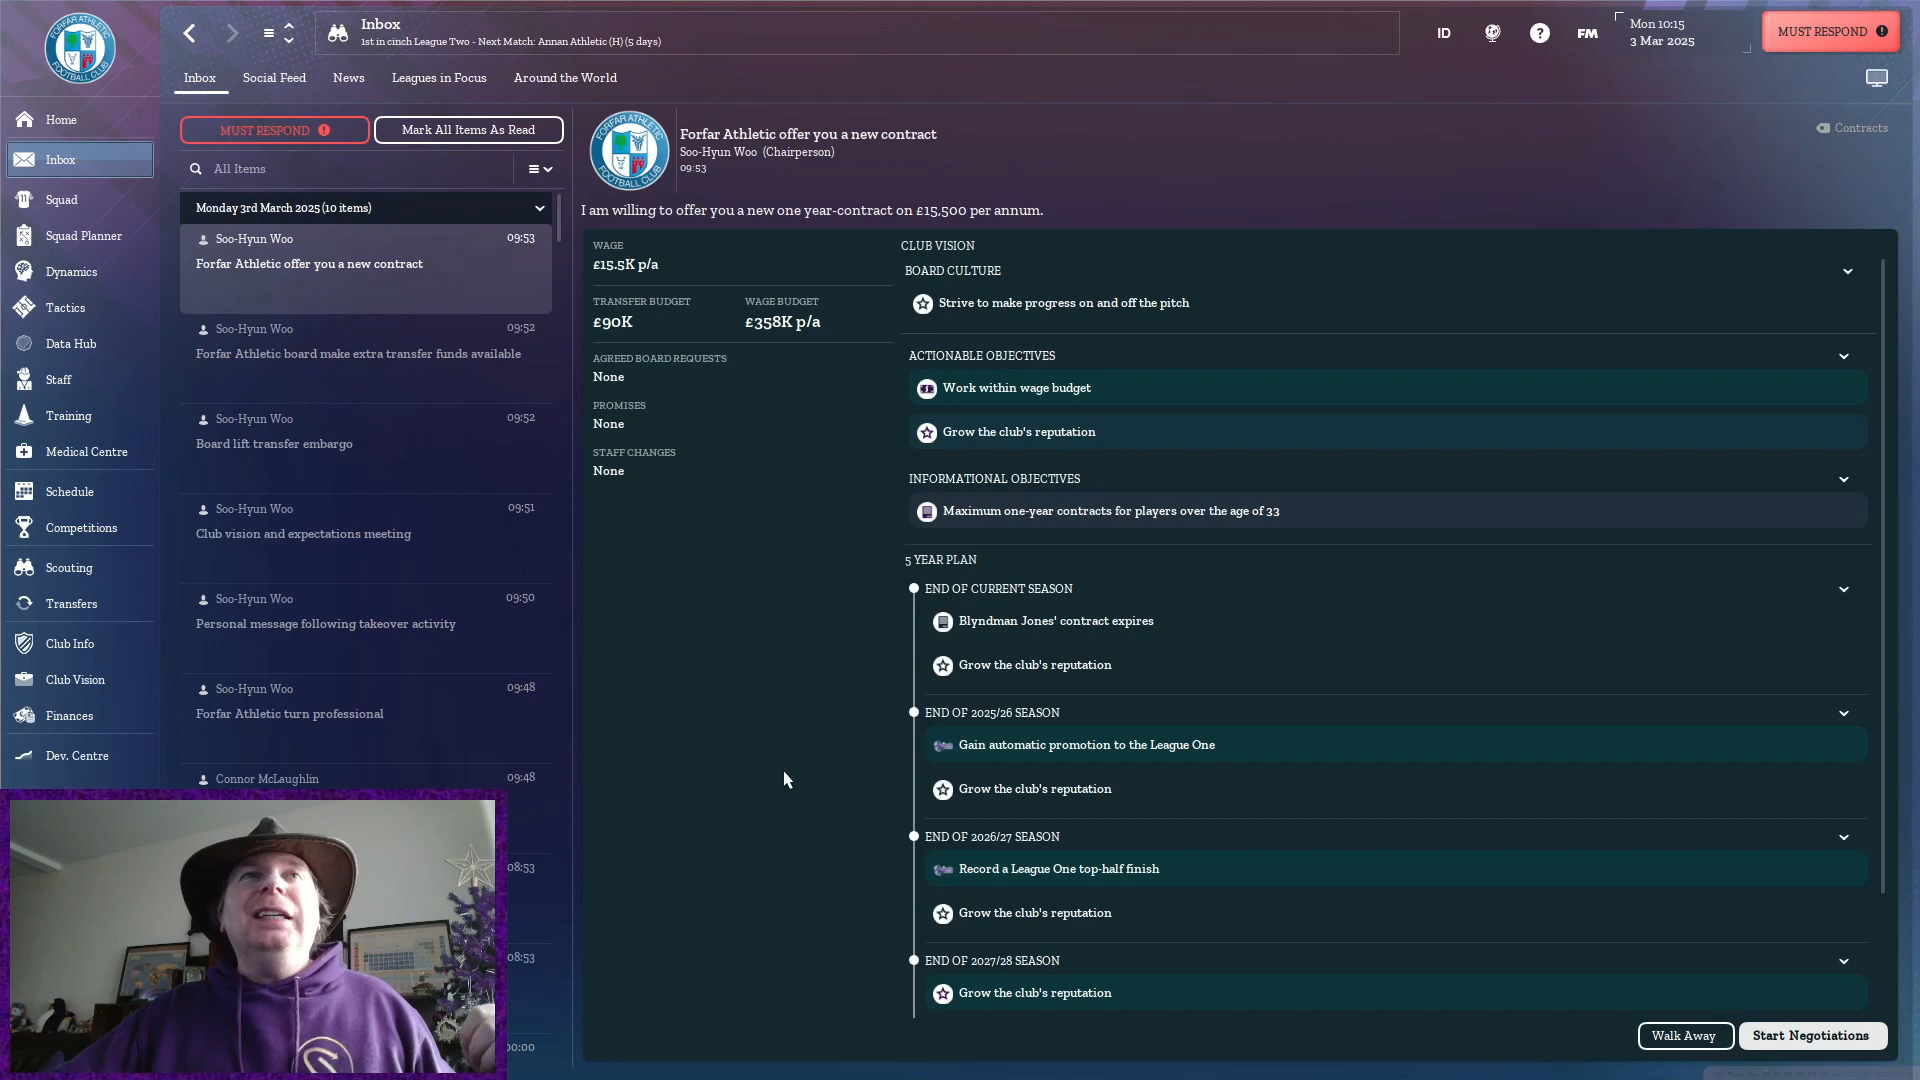 Inbox
1st in cinch League Two - Next Match: Annan Athletic (H) (5 days)
ID
?
FM
Mon 10:15
3 Mar 2025
MUST RESPOND
Inbox
Social Feed
News
Leagues in Focus
Around the World
Home
Inbox
Squad
Squad Planner
Dynamics
Tactics
Data Hub
Staff
Training
Medical Centre
Schedule
Competitions
Scouting
Transfers
Club Info
Club Vision
Finances
Dev. Centre
MUST RESPOND
Mark All Items As Read
All Items
Monday 3rd March 2025 (10 items)
Soo-Hyun Woo 09:53
Forfar Athletic offer you a new contract
Soo-Hyun Woo 09:52
Forfar Athletic board make extra transfer funds available
Soo-Hyun Woo 09:52
Board lift transfer embargo
Soo-Hyun Woo 09:51
Club vision and expectations meeting
Soo-Hyun Woo 09:50
Personal message following takeover activity
Soo-Hyun Woo 09:48
Forfar Athletic turn professional
Connor McLaughlin 09:48
08:53
08:53
00:00
FORFAR ATHLETIC
FOOTBALL CLUB
Forfar Athletic offer you a new contract
Soo-Hyun Woo (Chairperson)
09:53
Contracts
I am willing to offer you a new one year-contract on £15,500 per annum.
WAGE
£15.5K p/a
TRANSFER BUDGET
£90K
WAGE BUDGET
£358K p/a
AGREED BOARD REQUESTS
None
PROMISES
None
STAFF CHANGES
None
CLUB VISION
BOARD CULTURE
Strive to make progress on and off the pitch
ACTIONABLE OBJECTIVES
Work within wage budget
Grow the club's reputation
INFORMATIONAL OBJECTIVES
Maximum one-year contracts for players over the age of 33
5 YEAR PLAN
END OF CURRENT SEASON
Blyndman Jones' contract expires
Grow the club's reputation
END OF 2025/26 SEASON
Gain automatic promotion to the League One
Grow the club's reputation
END OF 2026/27 SEASON
Record a League One top-half finish
Grow the club's reputation
END OF 2027/28 SEASON
Grow the club's reputation
Walk Away
Start Negotiations